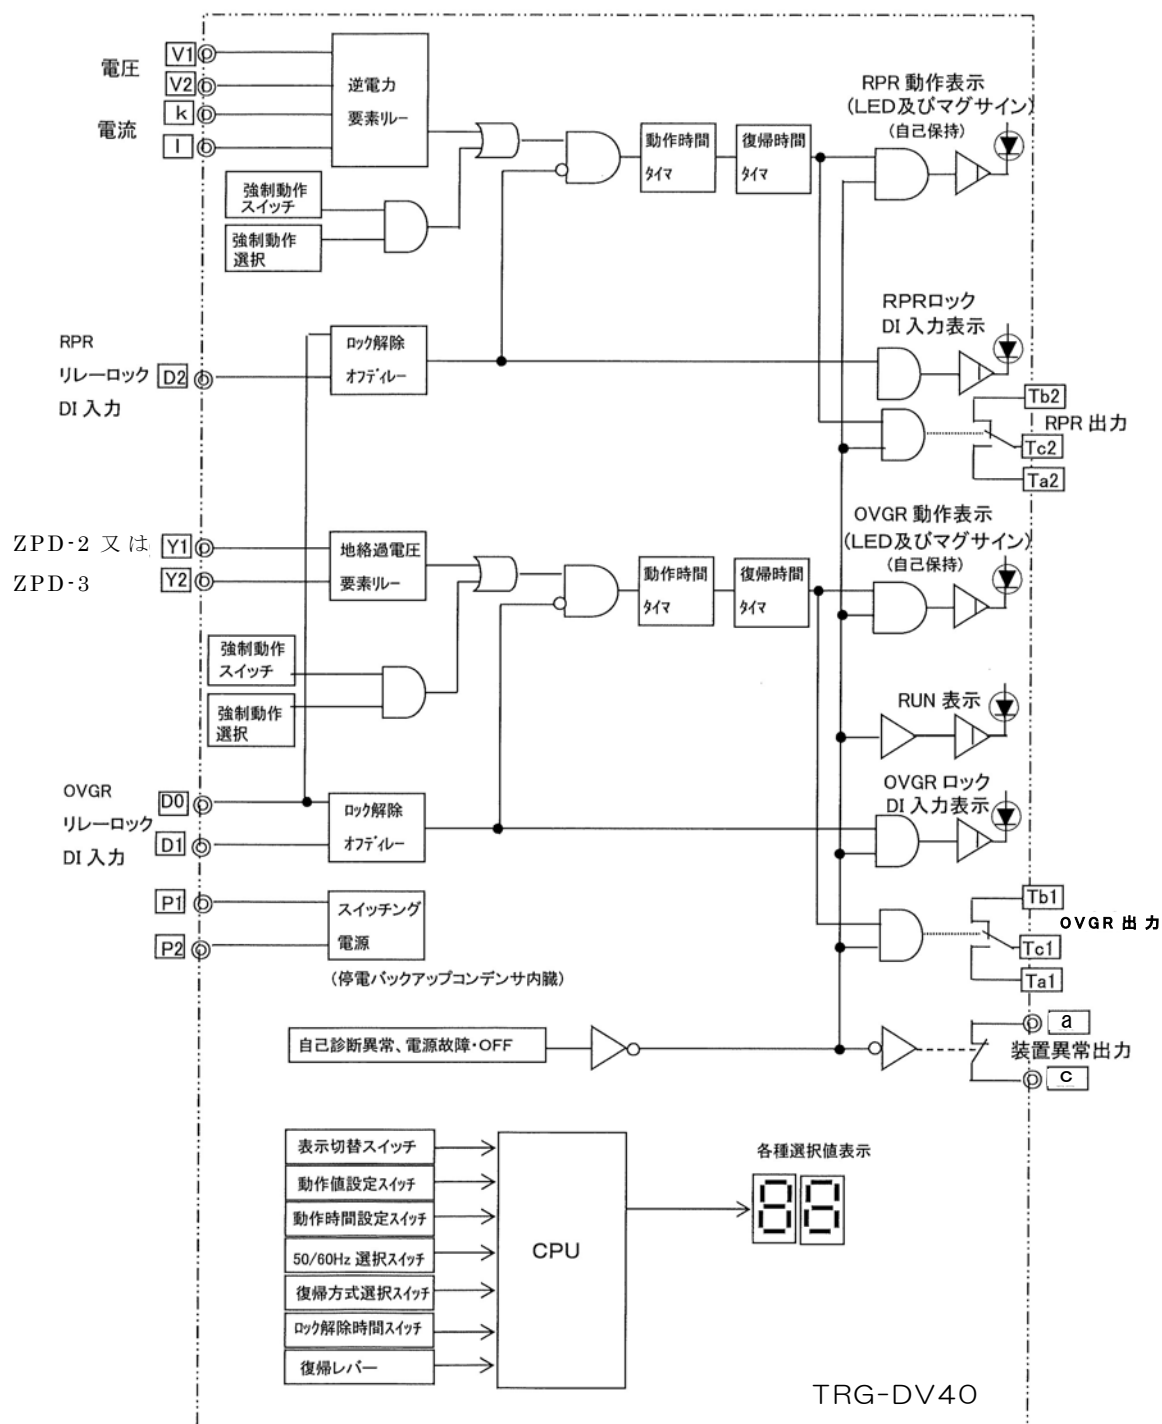 電圧
V1
V2
電流
k
l
逆電力
要素リレー
強制動作
スイッチ
強制動作
選択
動作時間
タイマ
復帰時間
タイマ
RPR 動作表示
(LED及びマグサイン)
(自己保持)
RPR
リレーロック
DI 入力
D2
ロック解除
オフディレー
RPRロック
DI 入力表示
Tb2
RPR 出力
Tc2
Ta2
ZPD-2 又は
ZPD-3
Y1
Y2
地絡過電圧
要素リレー
強制動作
スイッチ
強制動作
選択
動作時間
タイマ
復帰時間
タイマ
OVGR 動作表示
(LED及びマグサイン)
(自己保持)
RUN 表示
OVGR
リレーロック
DI 入力
D0
D1
ロック解除
オフディレー
OVGR ロック
DI 入力表示
P1
P2
スイッチング
電源
(停電バックアップコンデンサ内臓)
Tb1
OVGR 出力
Tc1
Ta1
自己診断異常、電源故障・OFF
a
装置異常出力
c
表示切替スイッチ
動作値設定スイッチ
動作時間設定スイッチ
50/60Hz 選択スイッチ
復帰方式選択スイッチ
ロック解除時間スイッチ
復帰レバー
CPU
各種選択値表示
88
TRG-DV40